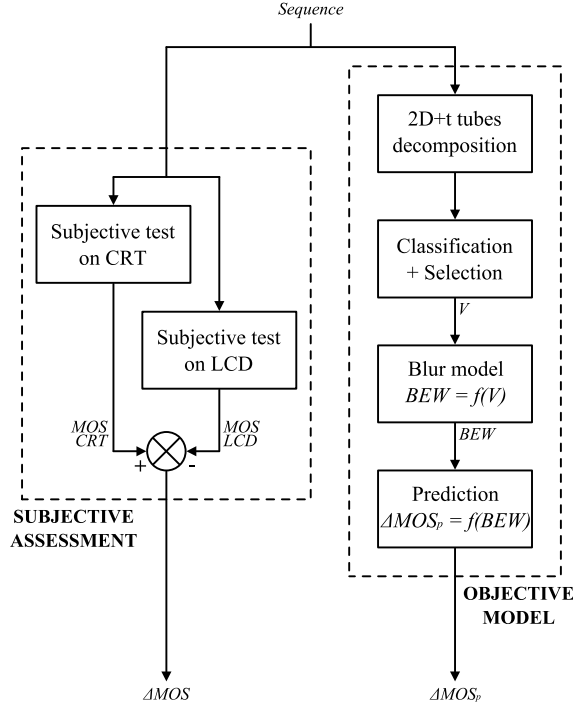 Sequence
2D+t tubes
decomposition
Subjective test
on CRT
Classification
+ Selection
V
Subjective test
on LCD
Blur model
BEW = f(V)
MOS
CRT
MOS
LCD
BEW
+
-
Prediction
ΔMOSp = f(BEW)
SUBJECTIVE
ASSESSMENT
OBJECTIVE
MODEL
ΔMOS
ΔMOSp